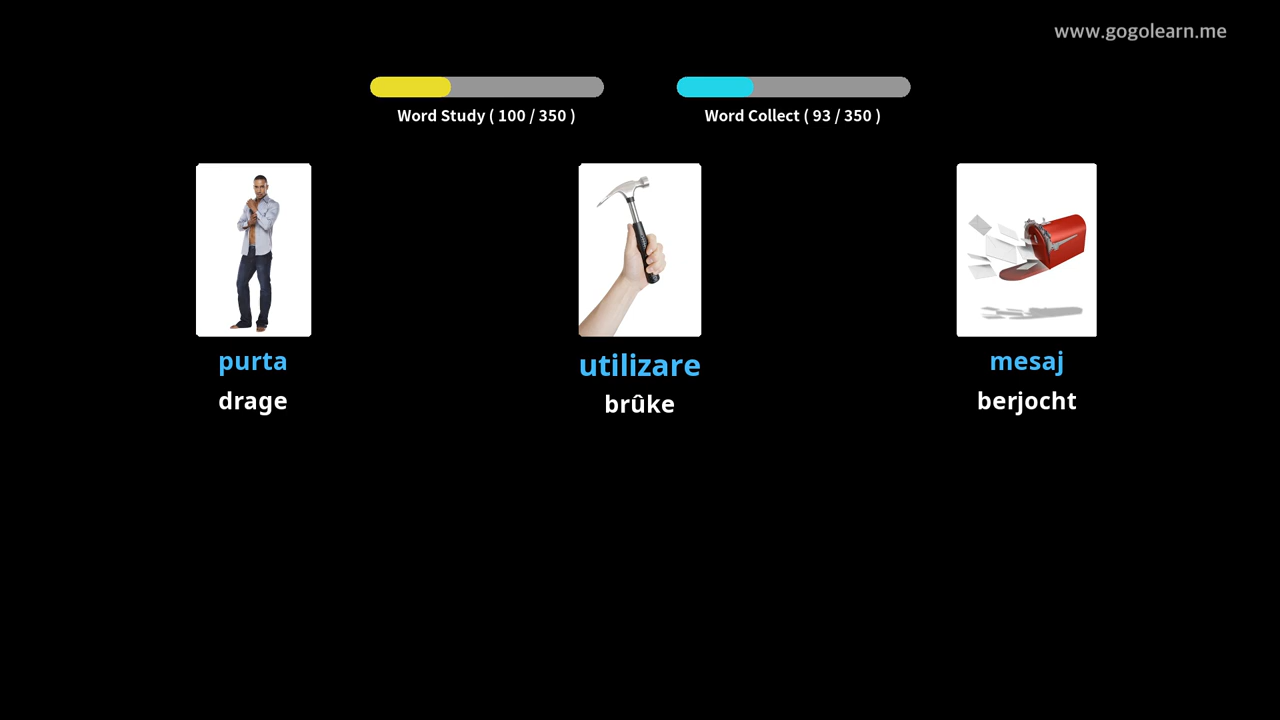 www.gogolearn.me
Word Study ( 100 / 350 )
Word Collect ( 93 / 350 )
purta
drage
utilizare
brûke
mesaj
berjocht